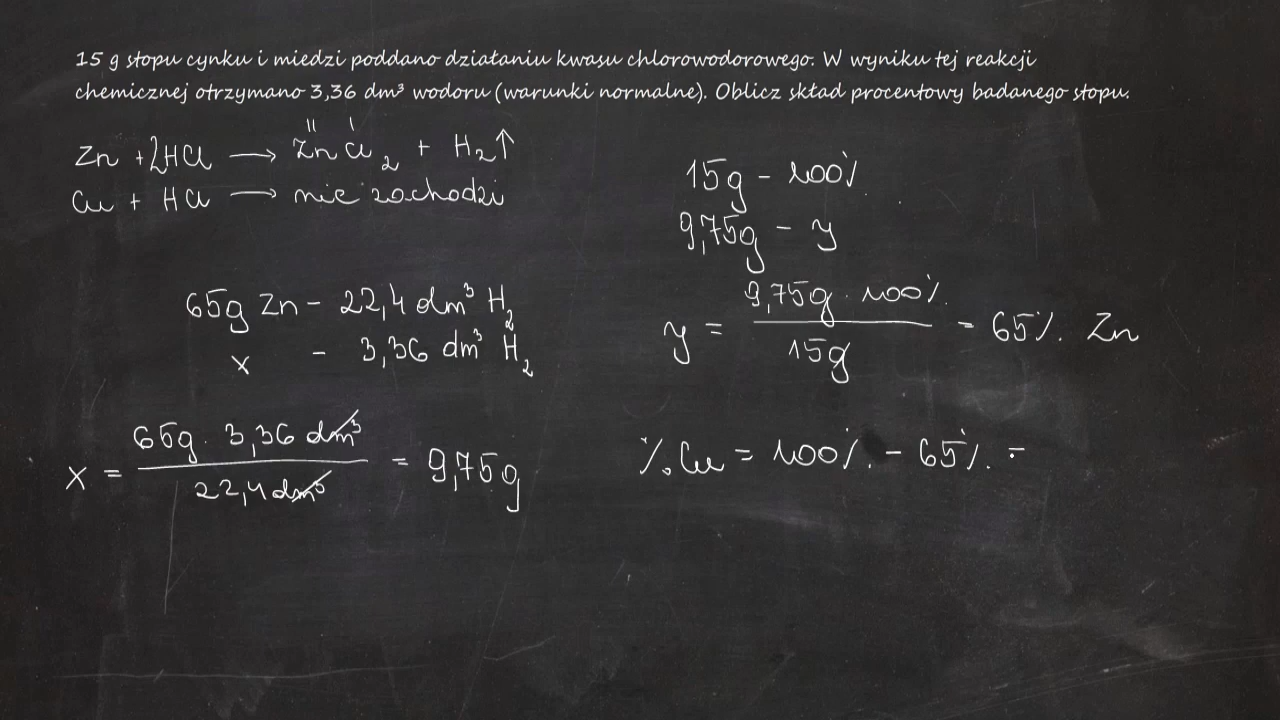 15 g stopu cynku i miedzi poddano działaniu kwasu chlorowodorowego. W wyniku tej reakcji
chemicznej otrzymano 3,36 dm³ wodoru (warunki normalne). Oblicz skład procentowy badanego stopu.
II I
Zn + 2HCl → ZnCl₂ + H₂↑
Cu + HCl → nie zachodzi
65g Zn - 22,4 dm³ H₂
x - 3,36 dm³ H₂
x = 65g · 3,36 dm³ / 22,4 dm³ = 9,75g
15g - 100%
9,75g - y
y = 9,75g · 100% / 15g = 65% Zn
% Cu = 100% - 65% =